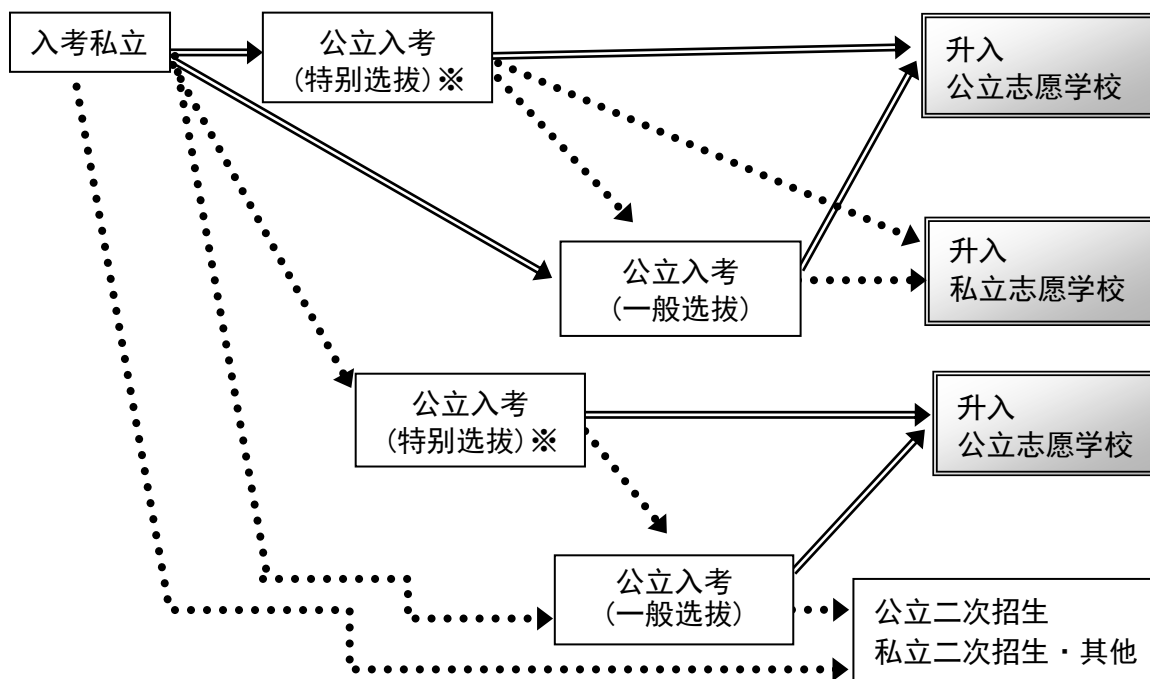 入考私立
公立入考
(特别选拔)※
升入
公立志愿学校
公立入考
(一般选拔)
升入
私立志愿学校
公立入考
(特别选拔)※
升入
公立志愿学校
公立入考
(一般选拔)
公立二次招生
私立二次招生・其他